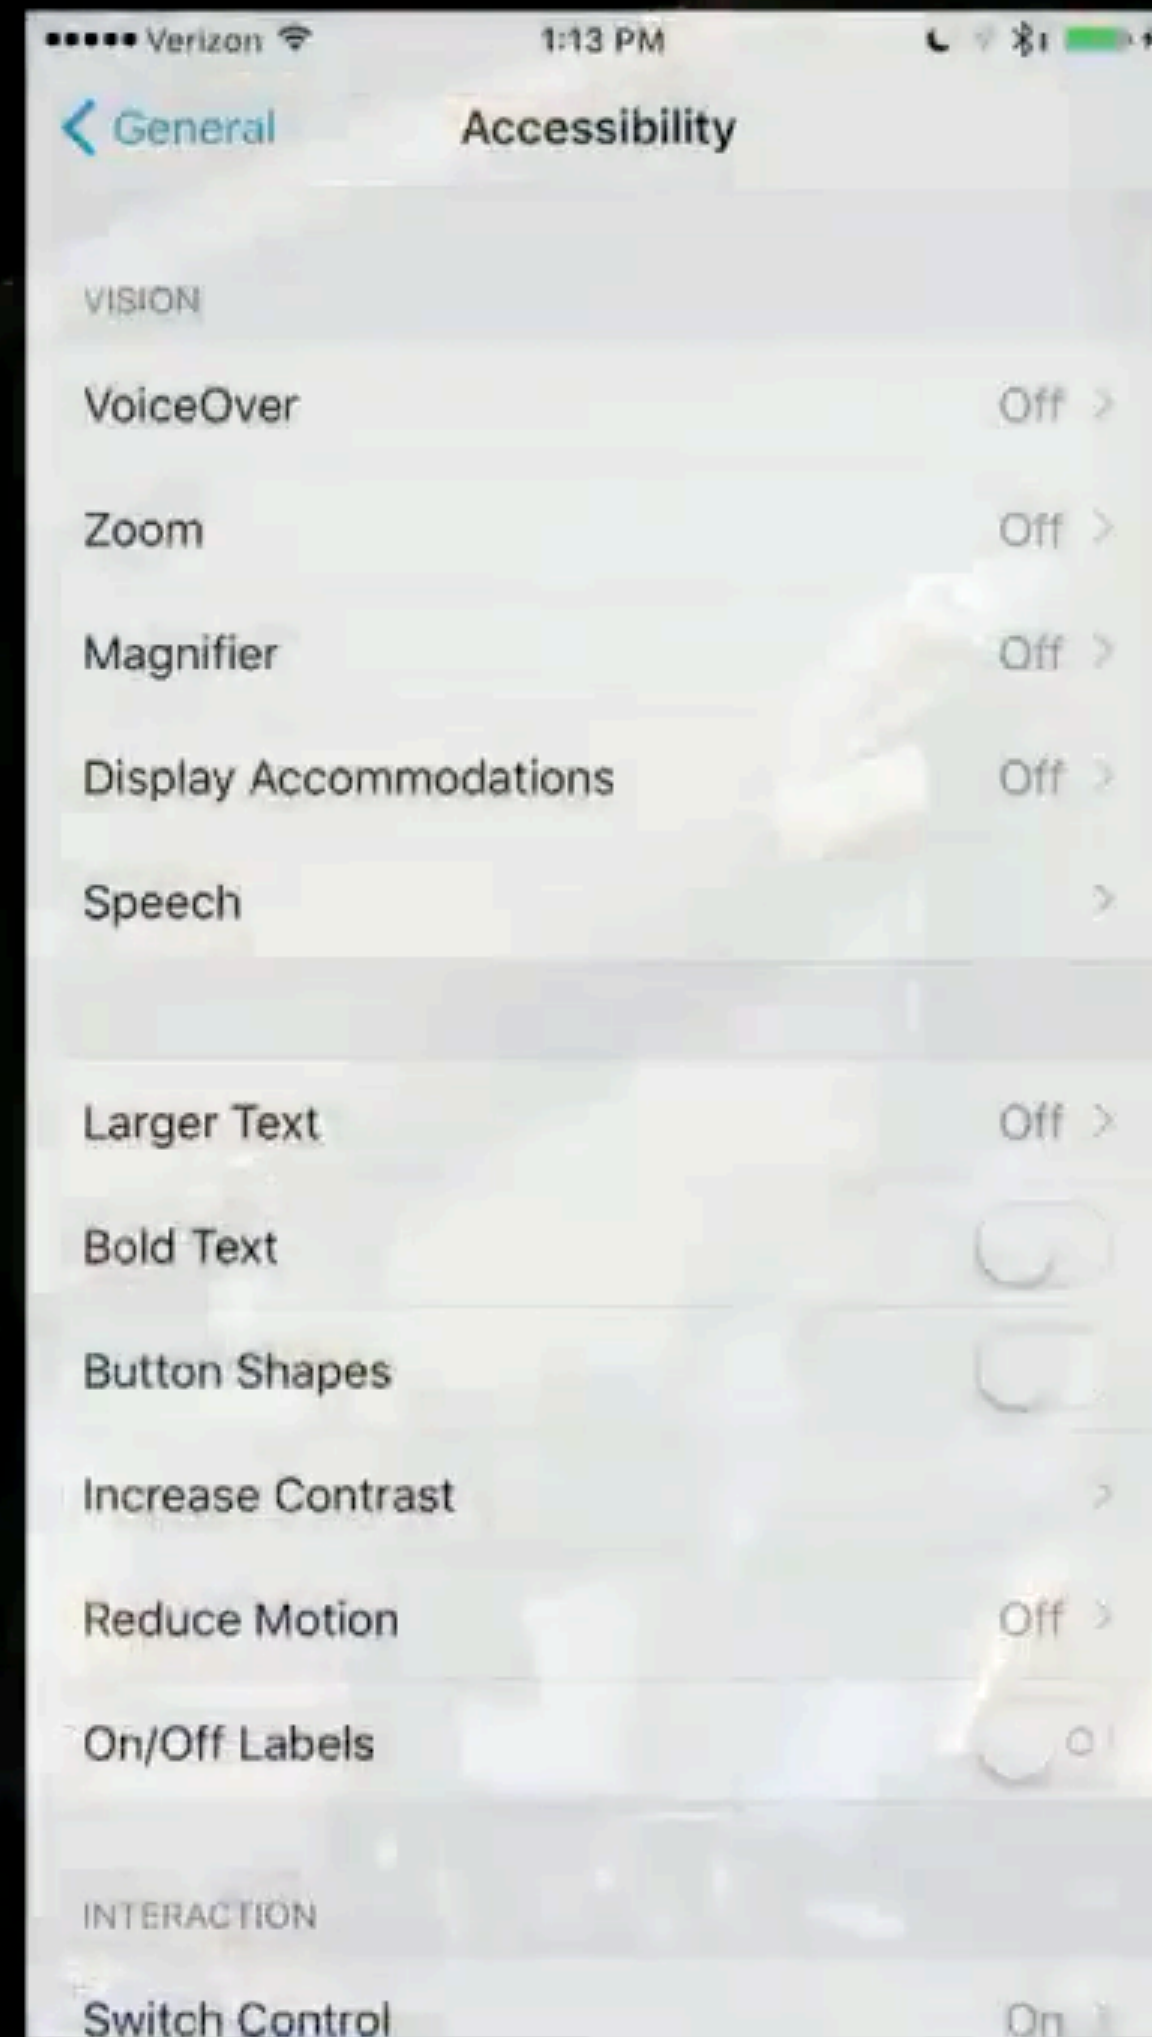 Verizon 1:13 PM
General Accessibility
VISION
VoiceOver Off
Zoom Off
Magnifier Off
Display Accommodations Off
Speech
Larger Text Off
Bold Text
Button Shapes
Increase Contrast
Reduce Motion Off
On/Off Labels
INTERACTION
Switch Control On